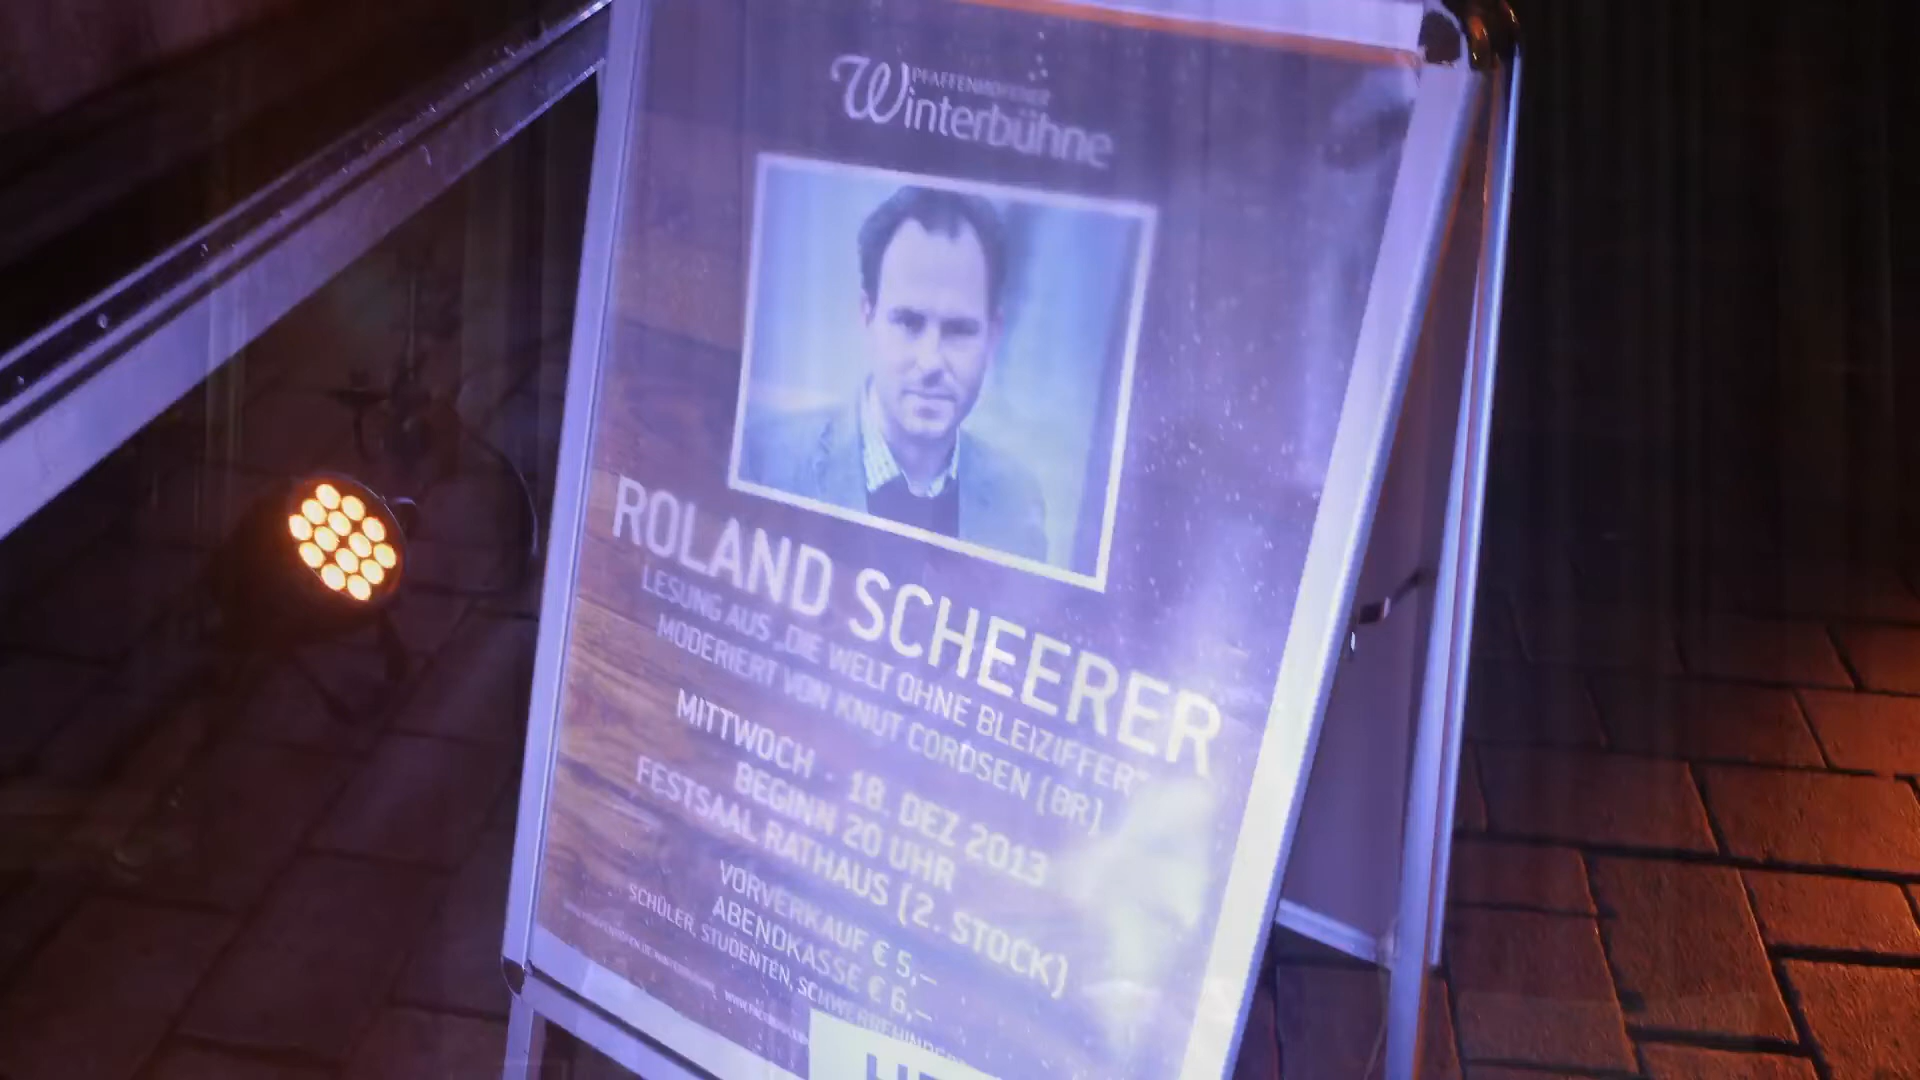 PFAFFENHOFENER
Winterbühne
ROLAND SCHEERER
LESUNG AUS „DIE WELT OHNE BLEIZIFFER"
MODERIERT VON KNUT CORDSEN (BR)
MITTWOCH - 18. DEZ 2013
BEGINN 20 UHR
FESTSAAL RATHAUS (2. STOCK)
VORVERKAUF € 5,–
ABENDKASSE € 6,–
SCHÜLER, STUDENTEN,